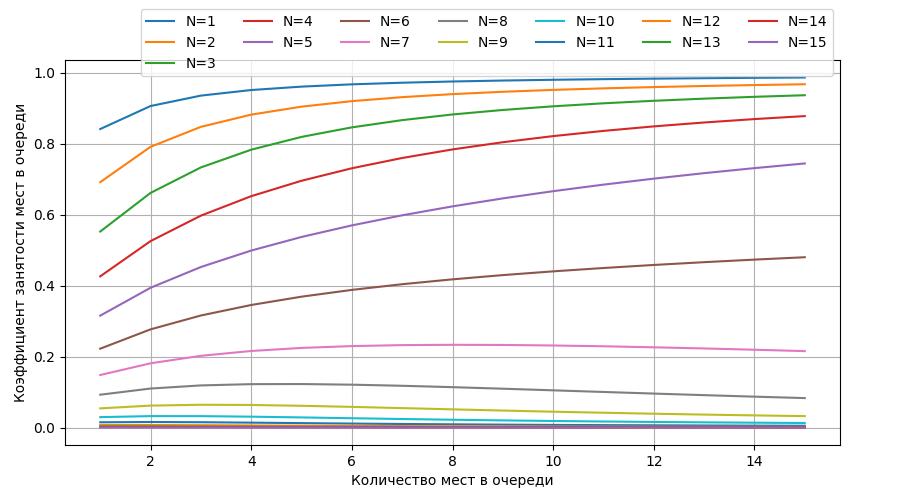 N=1 N=4 N=6 N=8 N=10 N=12 N=14
N=2 N=5 N=7 N=9 N=11 N=13 N=15
N=3
1.0
0.8
0.6
0.4
0.2
0.0
Коэффициент занятости мест в очереди
2 4 6 8 10 12 14
Количество мест в очереди